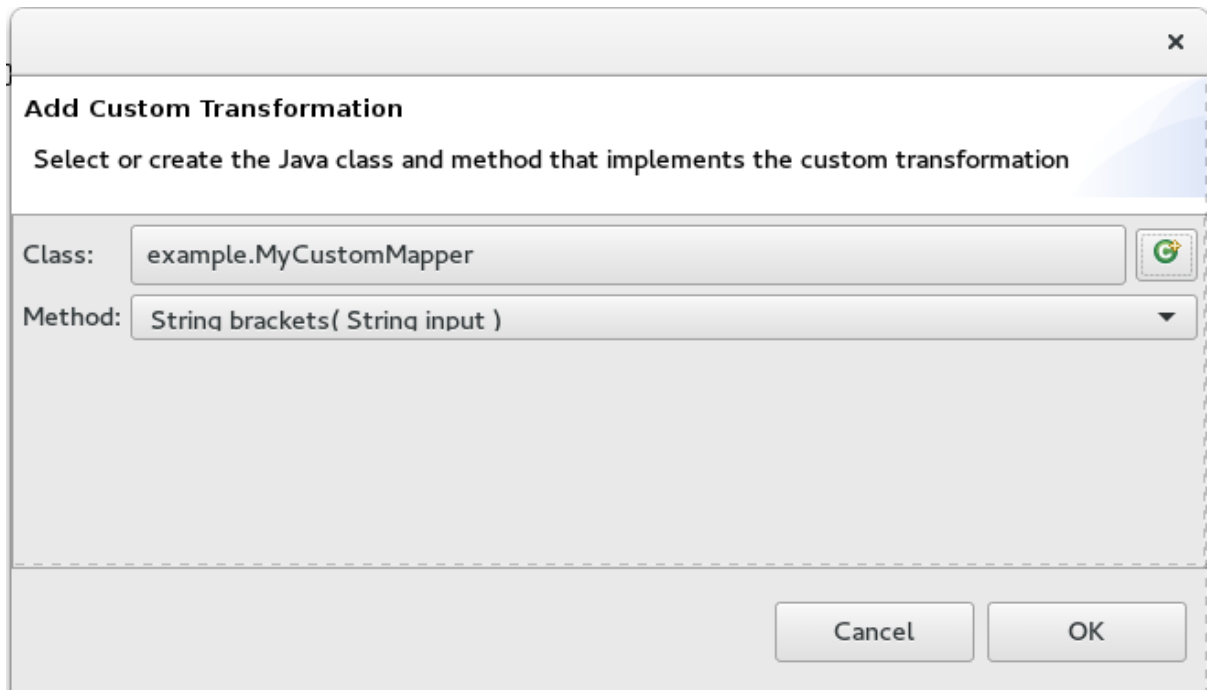 Add Custom Transformation
Select or create the Java class and method that implements the custom transformation
Class: example.MyCustomMapper
Method: String brackets( String input )
Cancel OK